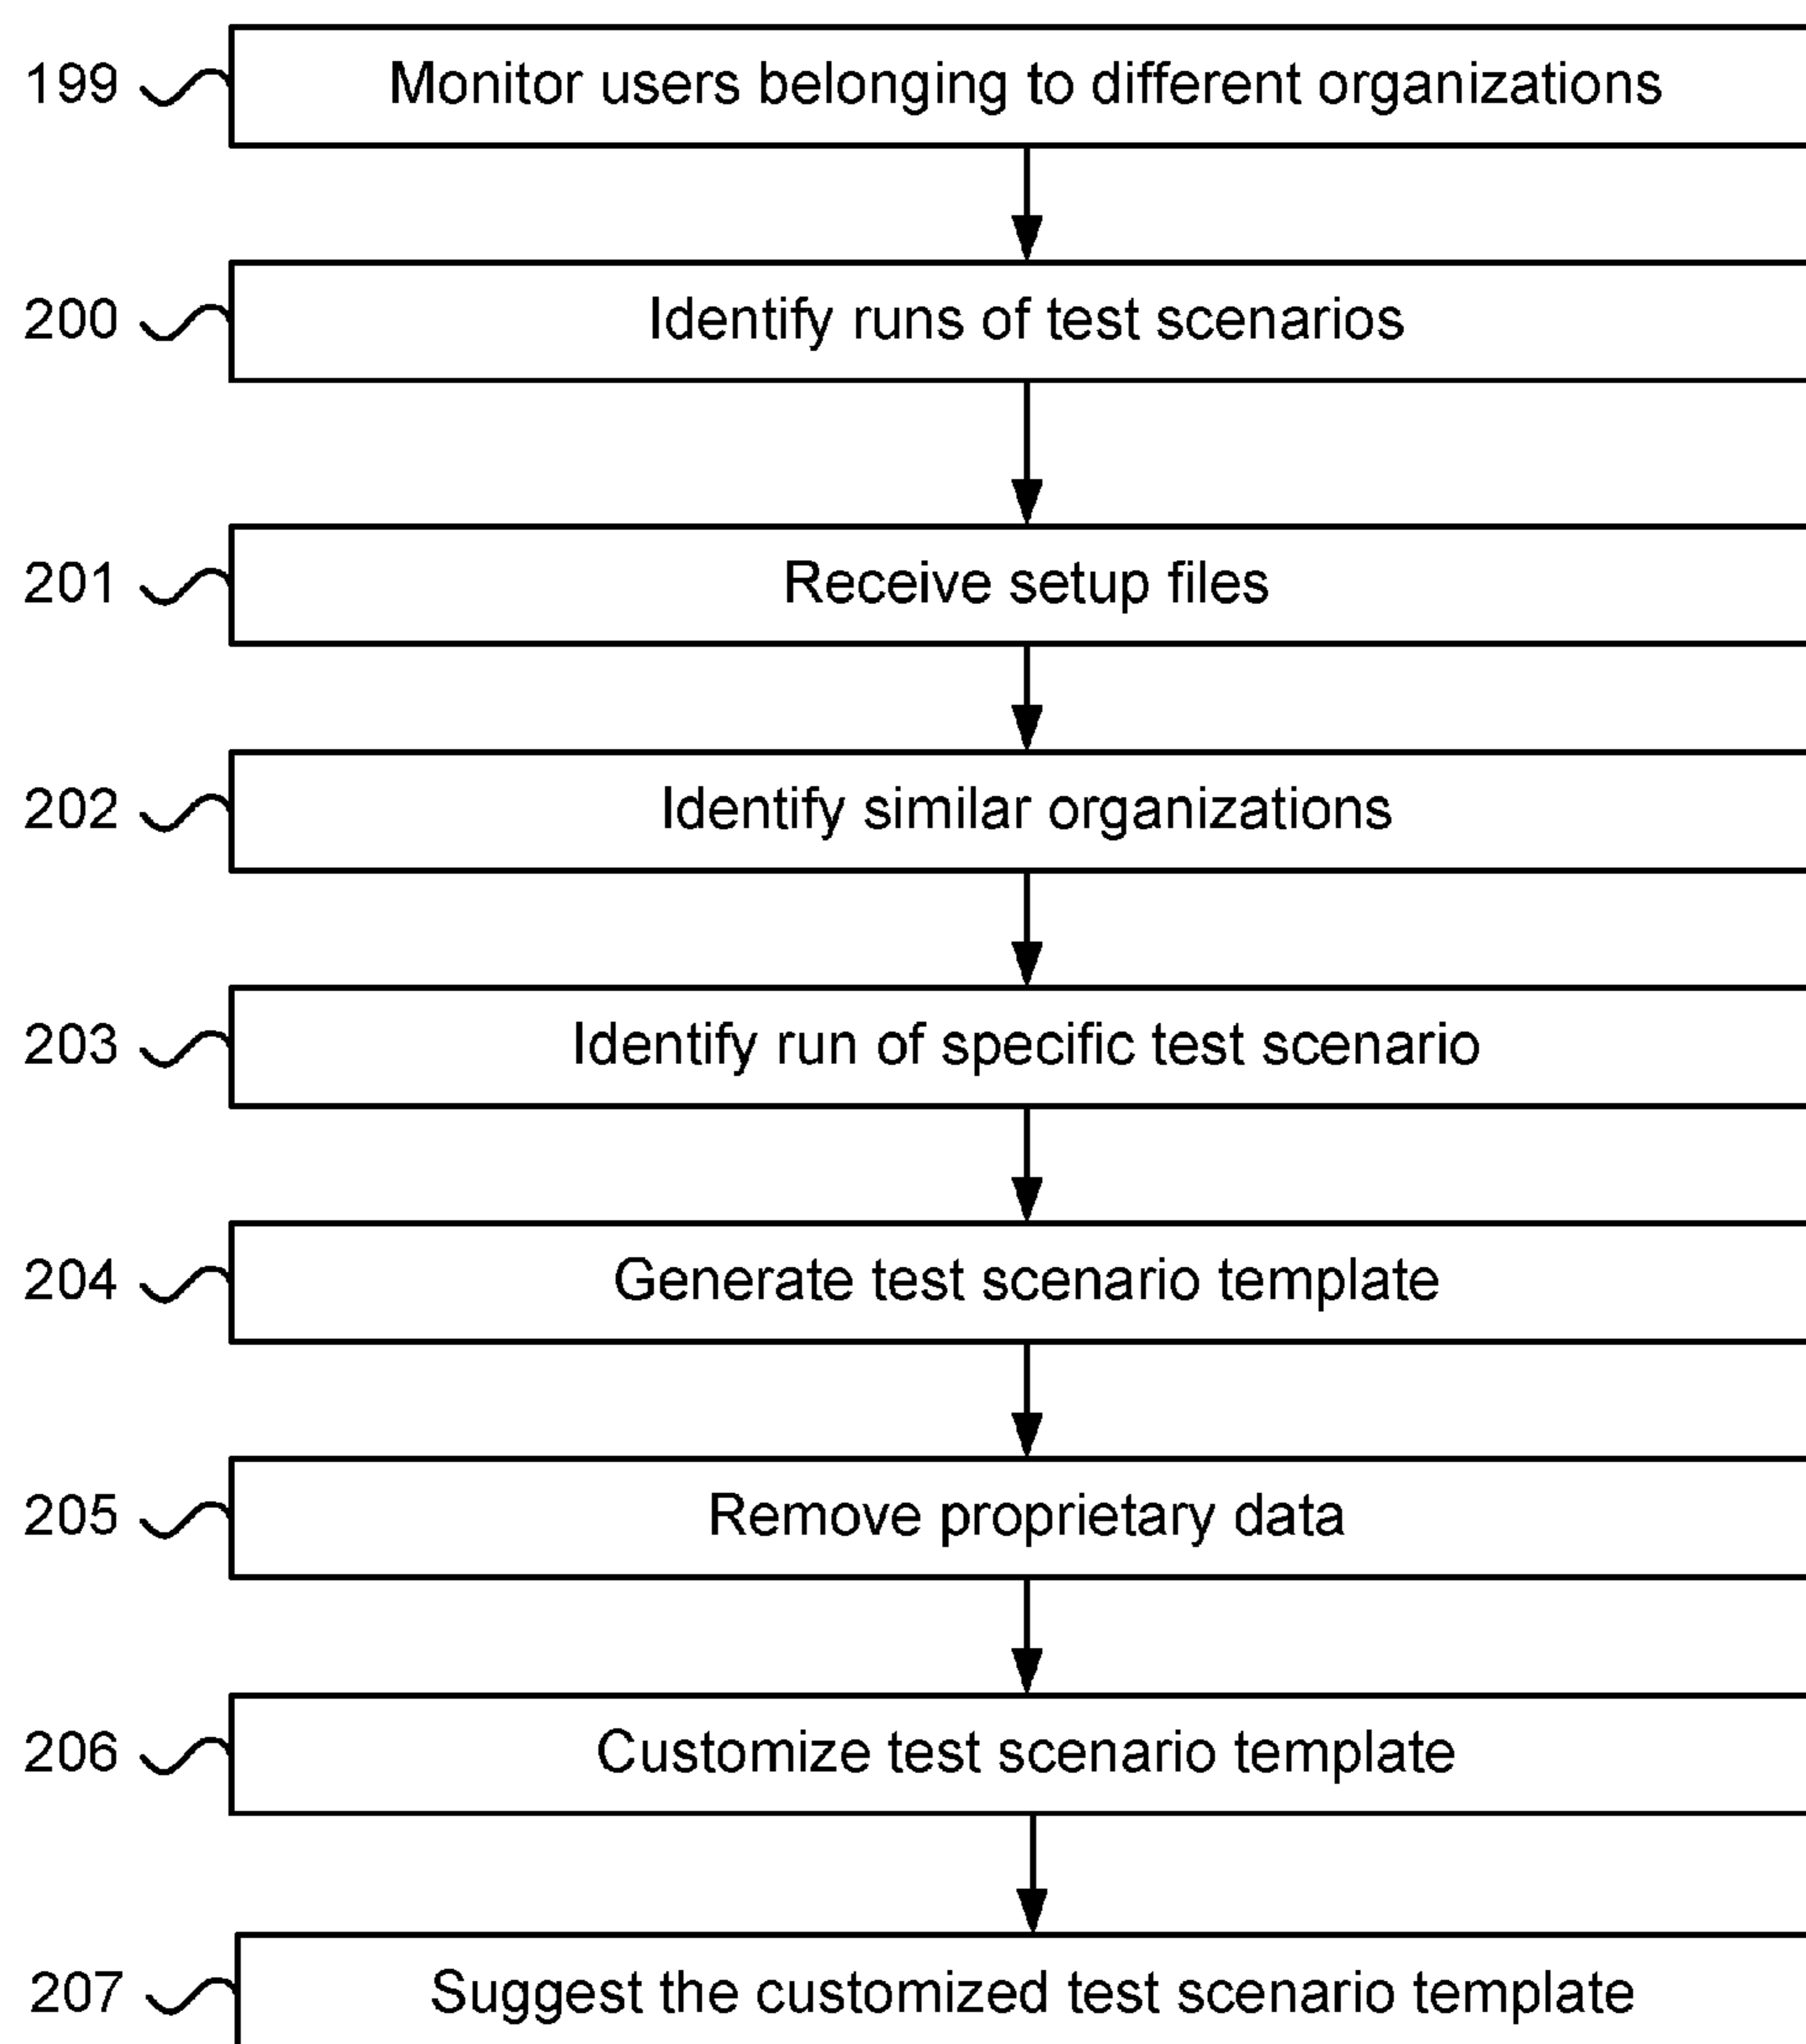 199 Monitor users belonging to different organizations
200 Identify runs of test scenarios
201 Receive setup files
202 Identify similar organizations
203 Identify run of specific test scenario
204 Generate test scenario template
205 Remove proprietary data
206 Customize test scenario template
207 Suggest the customized test scenario template